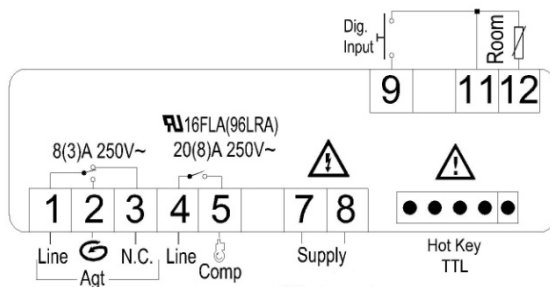 Dig.
Input
Room
9 11 12
16FLA(96LRA)
8(3)A 250V~ 20(8)A 250V~
1 2 3 4 5 7 8
Line N.C. Line Comp Supply
Agt
Hot Key
TTL